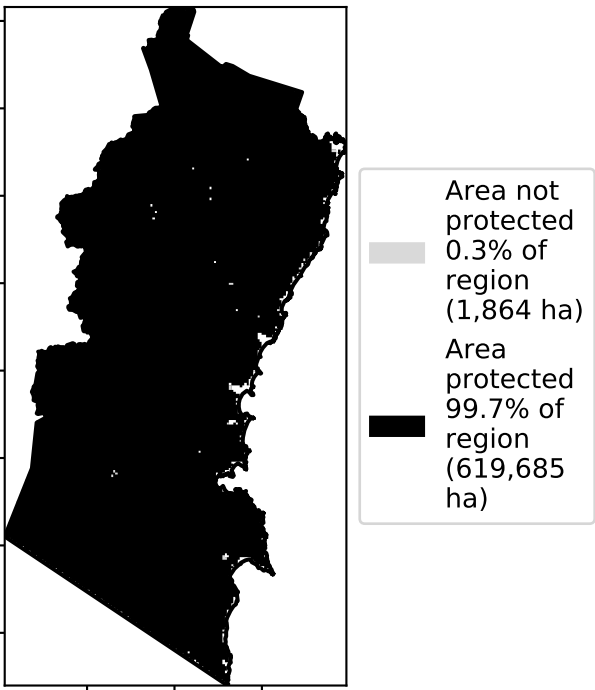 Area not
protected
0.3% of
region
(1,864 ha)
Area
protected
99.7% of
region
(619,685
ha)